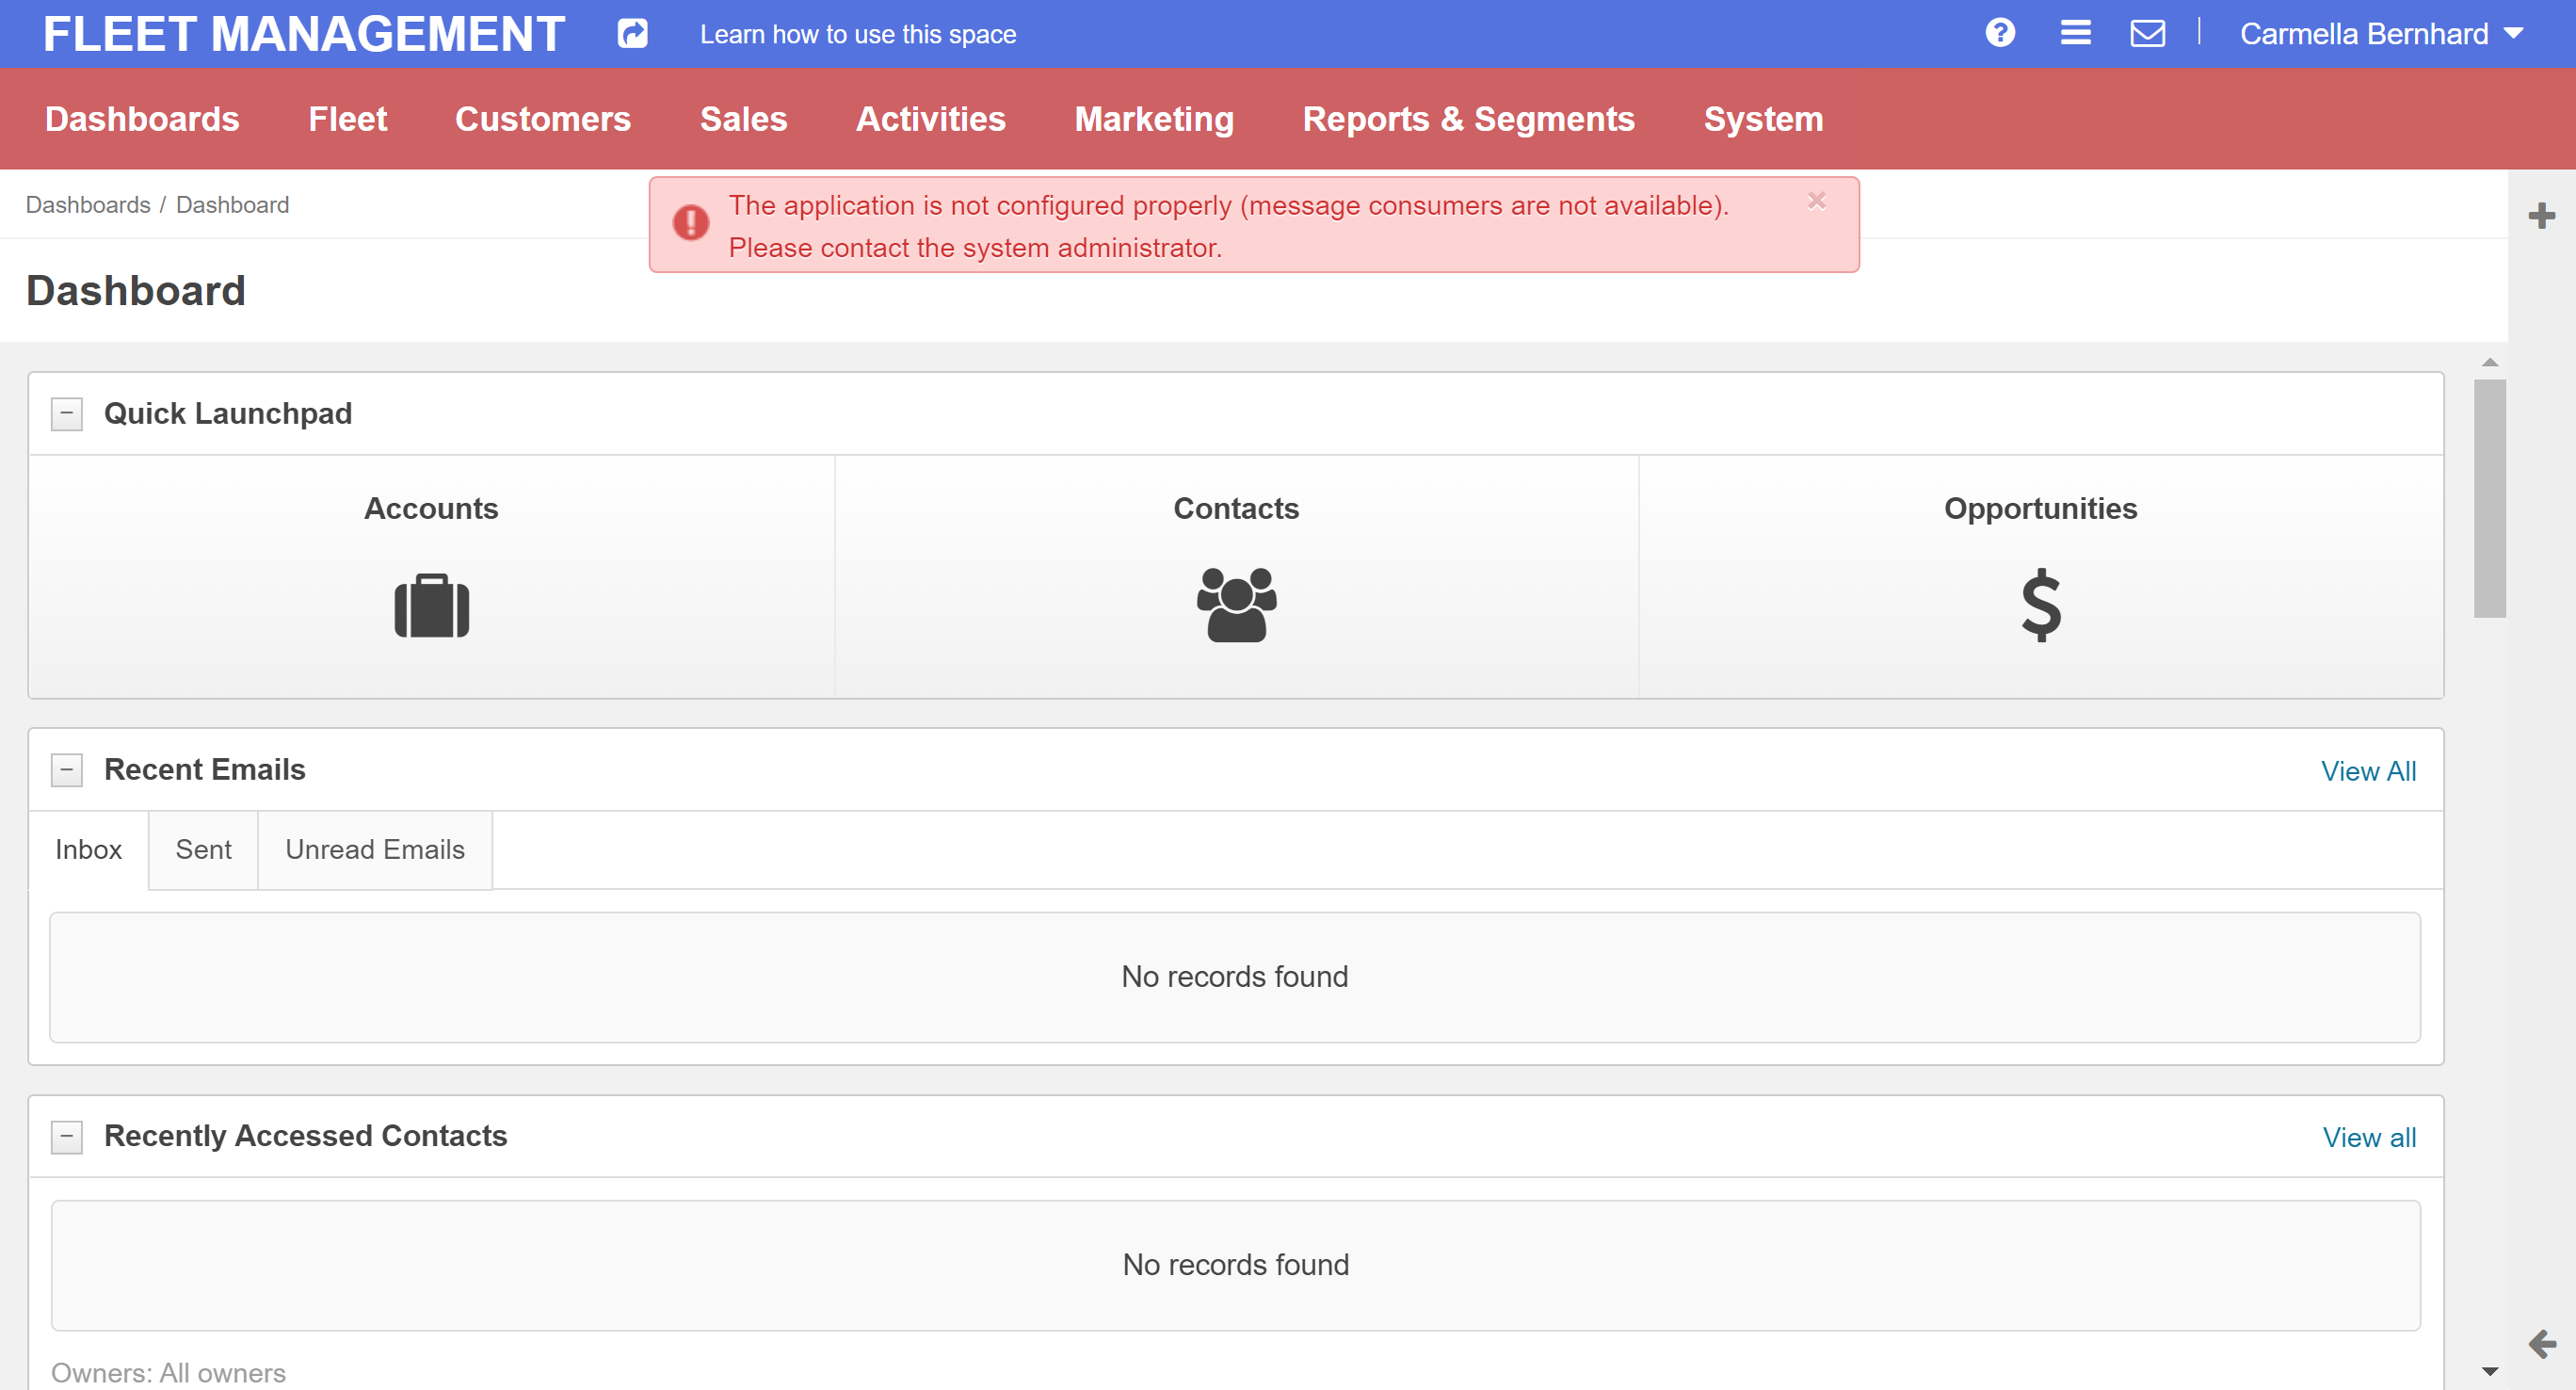 FLEET MANAGEMENT
Learn how to use this space
Carmella Bernhard
Dashboards Fleet Customers Sales Activities Marketing Reports & Segments System
Dashboards / Dashboard
The application is not configured properly (message consumers are not available).
Please contact the system administrator.
Dashboard
Quick Launchpad
Accounts
Contacts
Opportunities
Recent Emails
View All
Inbox Sent Unread Emails
No records found
Recently Accessed Contacts
View all
No records found
Owners: All owners